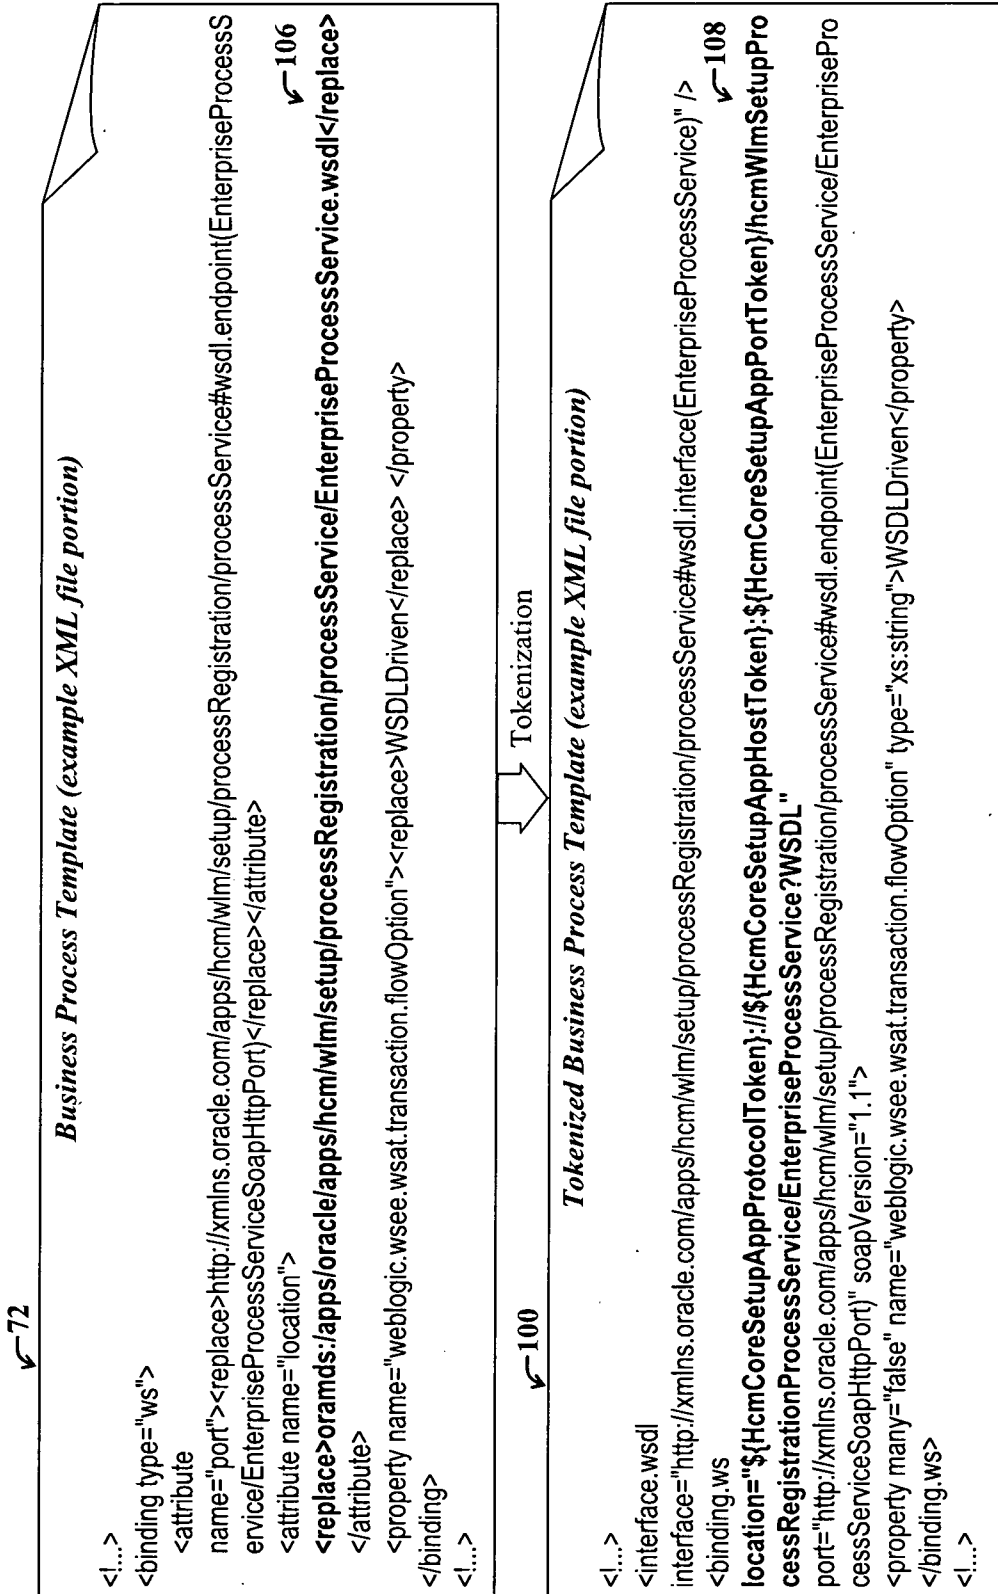 72
Business Process Template (example XML file portion)
<!...>
<binding type="ws">
<attribute
name="port"><replace>http://xmlns.oracle.com/apps/hcm/wlm/setup/processRegistration/processService#wsdl.endpoint(EnterpriseProcessS
ervice/EnterpriseProcessServiceSoapHttpPort)</replace></attribute>
<attribute name="location">
106
<replace>oramds:/apps/oracle/apps/hcm/wlm/setup/processRegistration/processService/EnterpriseProcessService.wsdl</replace>
</attribute>
<property name="weblogic.wsee.wsat.transaction.flowOption"><replace>WSDLDriven</replace> </property>
</binding>
<!...>
Tokenization
100
Tokenized Business Process Template (example XML file portion)
<!...>
<interface.wsdl
interface="http://xmlns.oracle.com/apps/hcm/wlm/setup/processRegistration/processService#wsdl.interface(EnterpriseProcessService)" />
<binding.ws
108
location="${HcmCoreSetupAppProtocolToken}://${HcmCoreSetupAppHostToken}:${HcmCoreSetupAppPortToken}/hcmWlmSetupPro
cessRegistrationProcessService/EnterpriseProcessService?WSDL"
port="http://xmlns.oracle.com/apps/hcm/wlm/setup/processRegistration/processService#wsdl.endpoint(EnterpriseProcessService/EnterprisePro
cessServiceSoapHttpPort)" soapVersion="1.1">
<property many="false" name="weblogic.wsee.wsat.transaction.flowOption" type="xs:string">WSDLDriven</property>
</binding.ws>
<!...>